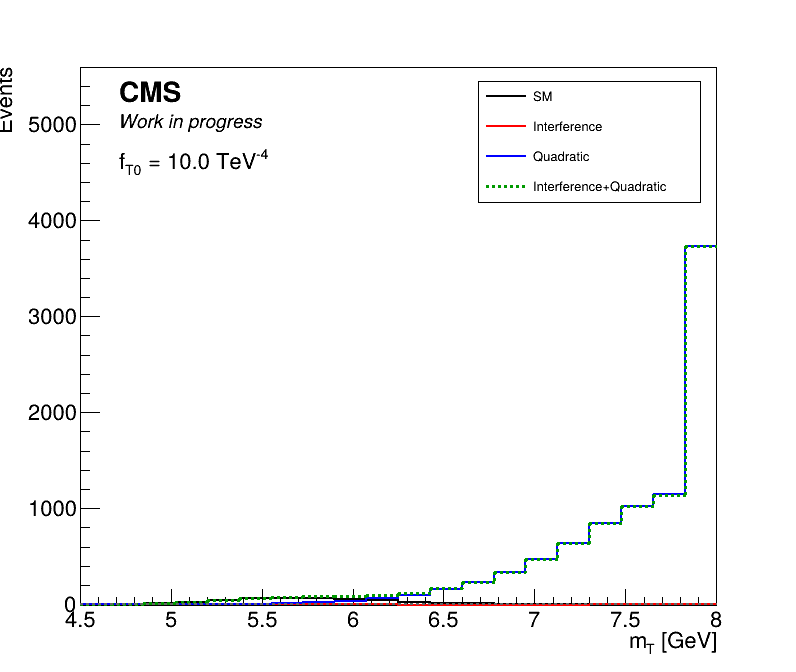 Events
CMS
Work in progress
f_T0 = 10.0 TeV^-4
SM
Interference
Quadratic
Interference+Quadratic
5000
4000
3000
2000
1000
0
4.5 5 5.5 6 6.5 7 7.5 8
m_T [GeV]